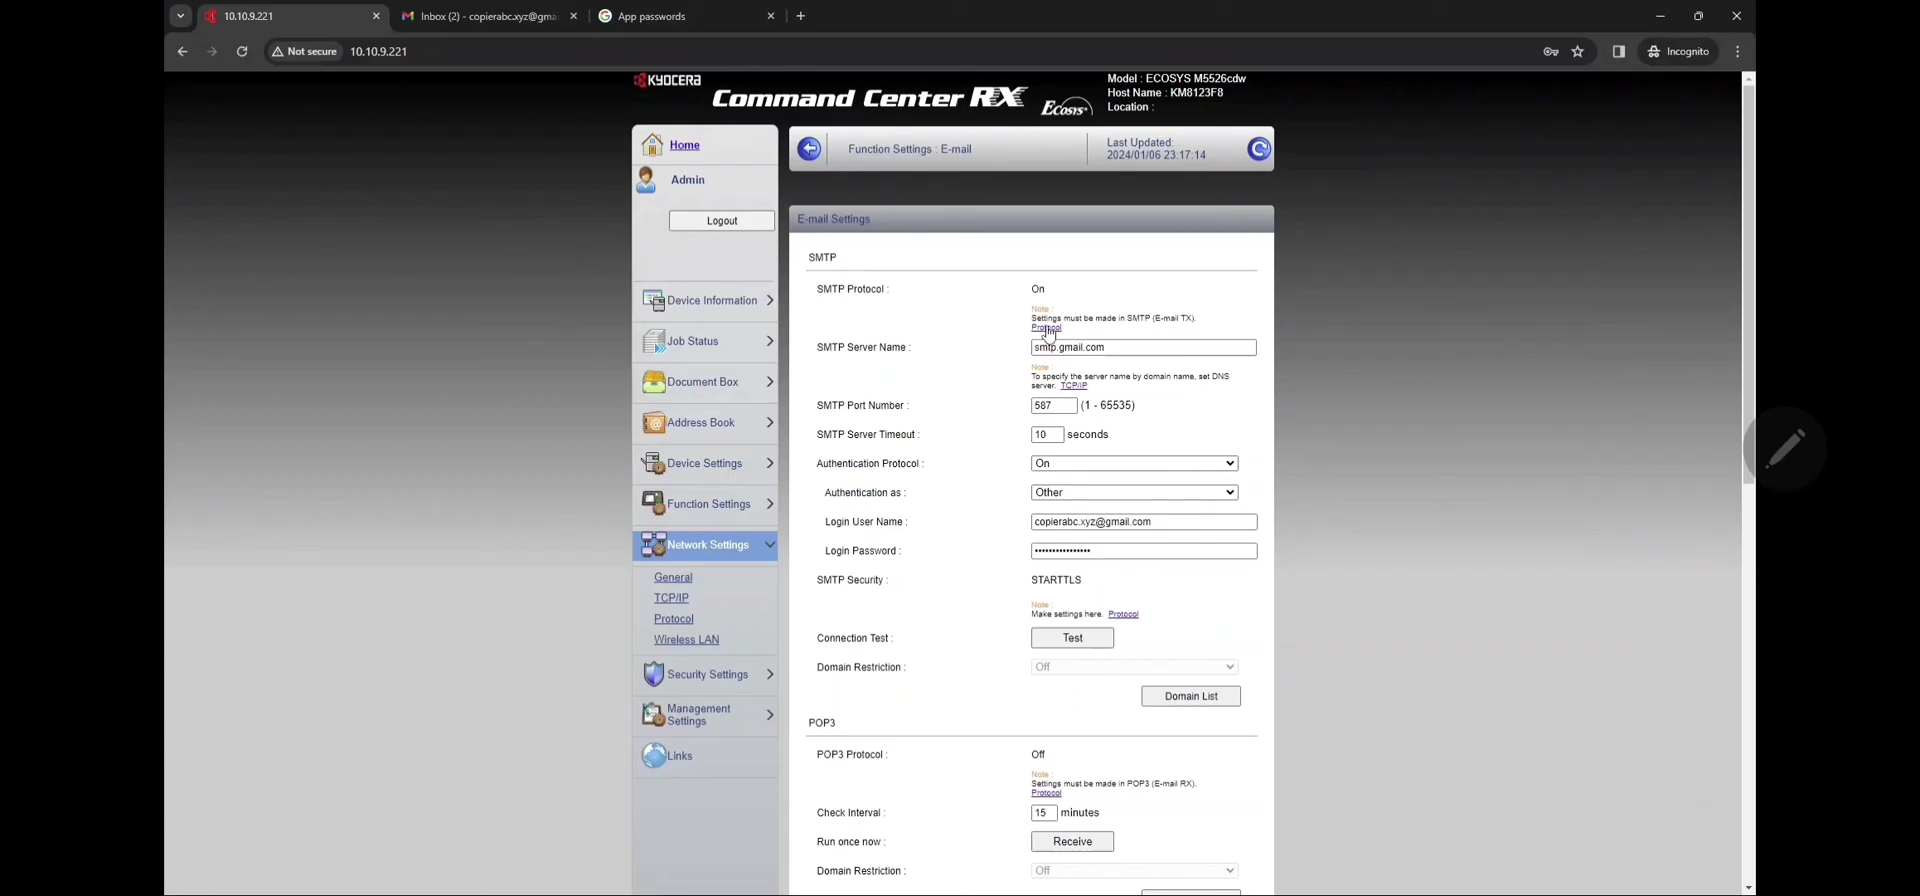 10.10.9.221
Inbox (2) - copierabc.xyz@gma
App passwords
Not secure
10.10.9.221
Incognito
KYOCERA
Command Center RX
Ecosys
Model : ECOSYS M5526cdw
Host Name : KM8123F8
Location :
Home
Admin
Logout
Device Information
Job Status
Document Box
Address Book
Device Settings
Function Settings
Network Settings
General
TCP/IP
Protocol
Wireless LAN
Security Settings
Management
Settings
Links
Function Settings : E-mail
Last Updated:
2024/01/06 23:17:14
E-mail Settings
SMTP
SMTP Protocol :
On
Note :
Settings must be made in SMTP (E-mail TX).
Protocol
SMTP Server Name :
smtp.gmail.com
Note :
To specify the server name by domain name, set DNS
server. TCP/IP
SMTP Port Number :
587 (1 - 65535)
SMTP Server Timeout :
10 seconds
Authentication Protocol :
On
Authentication as :
Other
Login User Name :
copierabc.xyz@gmail.com
Login Password :
••••••••••••••••
SMTP Security :
STARTTLS
Note :
Make settings here. Protocol
Connection Test :
Test
Domain Restriction :
Off
Domain List
POP3
POP3 Protocol :
Off
Note :
Settings must be made in POP3 (E-mail RX).
Protocol
Check Interval :
15 minutes
Run once now :
Receive
Domain Restriction :
Off